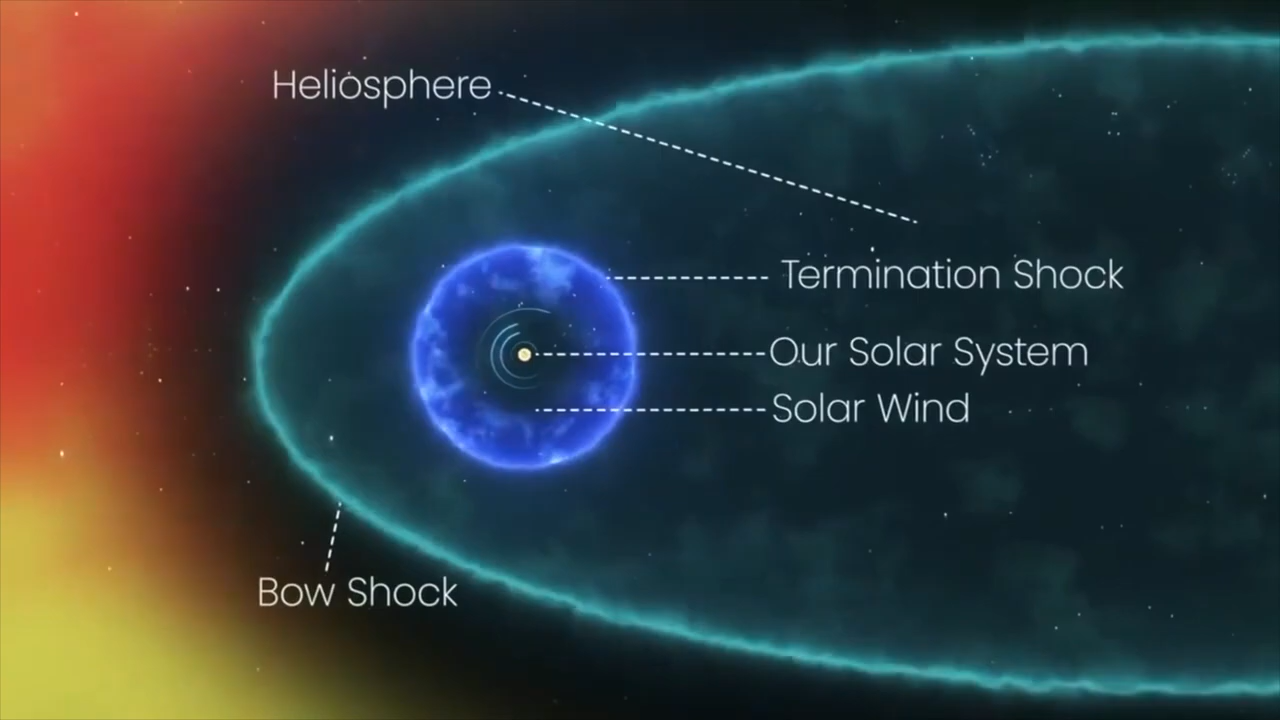 Heliosphere
Termination Shock
Our Solar System
Solar Wind
Bow Shock